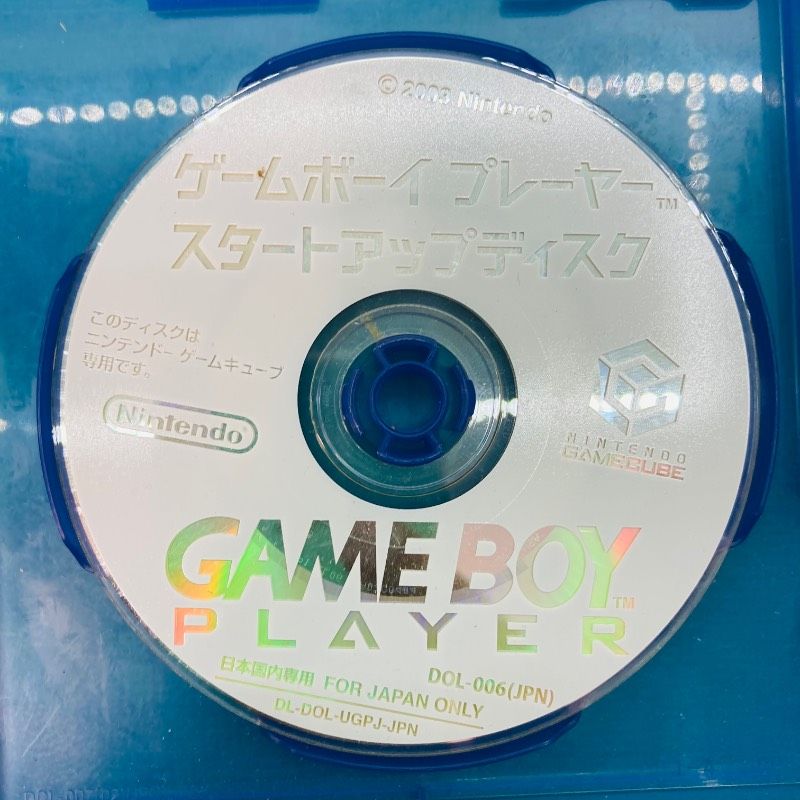 © 2003 Nintendo
ゲームボーイ プレーヤー™
スタートアップディスク
このディスクは
ニンテンドー ゲームキューブ
専用です。
Nintendo
NINTENDO
GAMECUBE
GAME BOY™
PLAYER
日本国内専用 FOR JAPAN ONLY
DOL-006(JPN)
DL-DOL-UGPJ-JPN